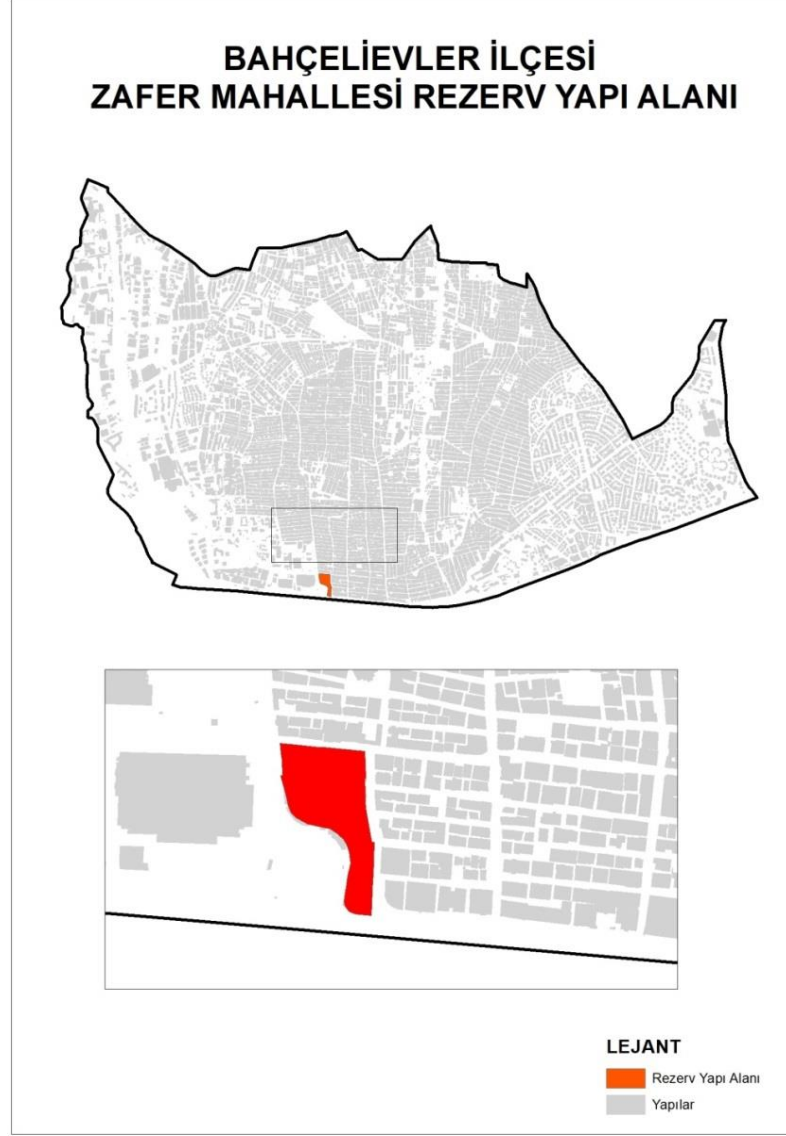 BAHÇELİEVLER İLÇESİ
ZAFER MAHALLESİ REZERV YAPI ALANI
LEJANT
Rezerv Yapı Alanı
Yapılar